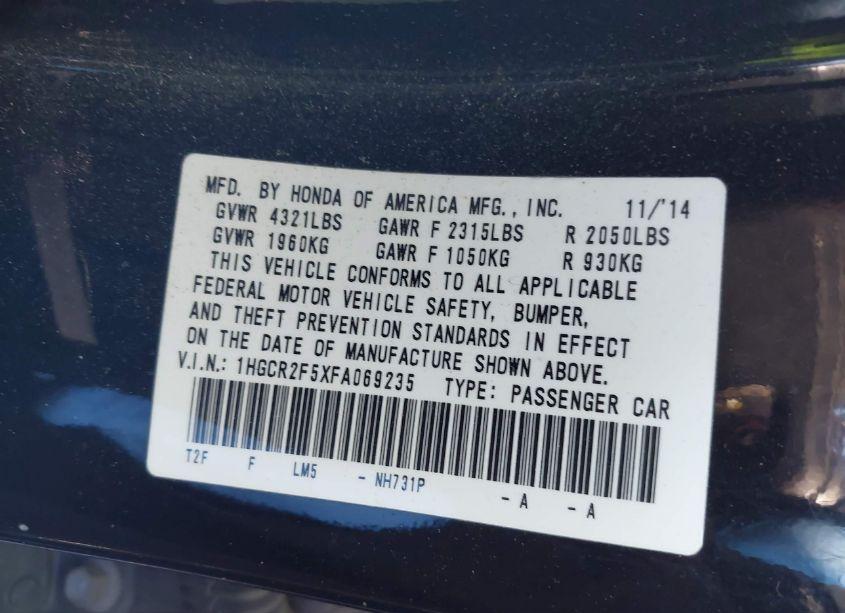 MFD. BY HONDA OF AMERICA MFG., INC. 11/'14
GVWR 4321LBS GAWR F 2315LBS R 2050LBS
GVWR 1960KG GAWR F 1050KG R 930KG
THIS VEHICLE CONFORMS TO ALL APPLICABLE
FEDERAL MOTOR VEHICLE SAFETY, BUMPER,
AND THEFT PREVENTION STANDARDS IN EFFECT
ON THE DATE OF MANUFACTURE SHOWN ABOVE.
V.I.N.: 1HGCR2F5XFA069235 TYPE: PASSENGER CAR
T2F F LM5 - NH731P - A - A